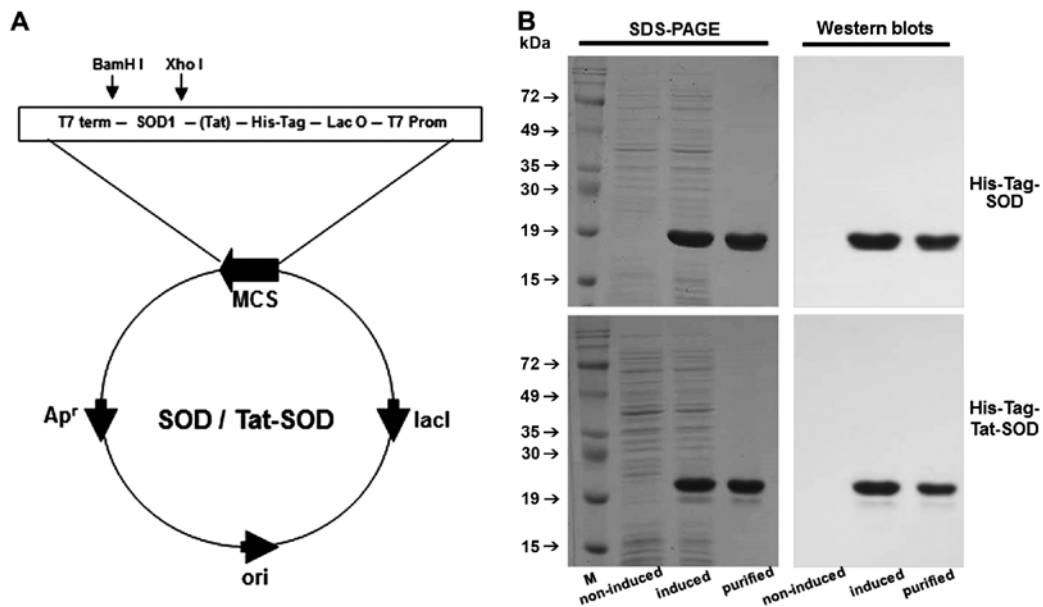 A
BamH I
Xho I
T7 term — SOD1 — (Tat) — His-Tag — Lac O — T7 Prom
MCS
Apr
SOD / Tat-SOD
lacI
ori
B
SDS-PAGE
Western blots
kDa
72 →
49 →
35 →
30 →
19 →
15 →
His-Tag-
SOD
72 →
49 →
35 →
30 →
19 →
15 →
His-Tag-
Tat-SOD
M
non-induced
induced
purified
non-induced
induced
purified